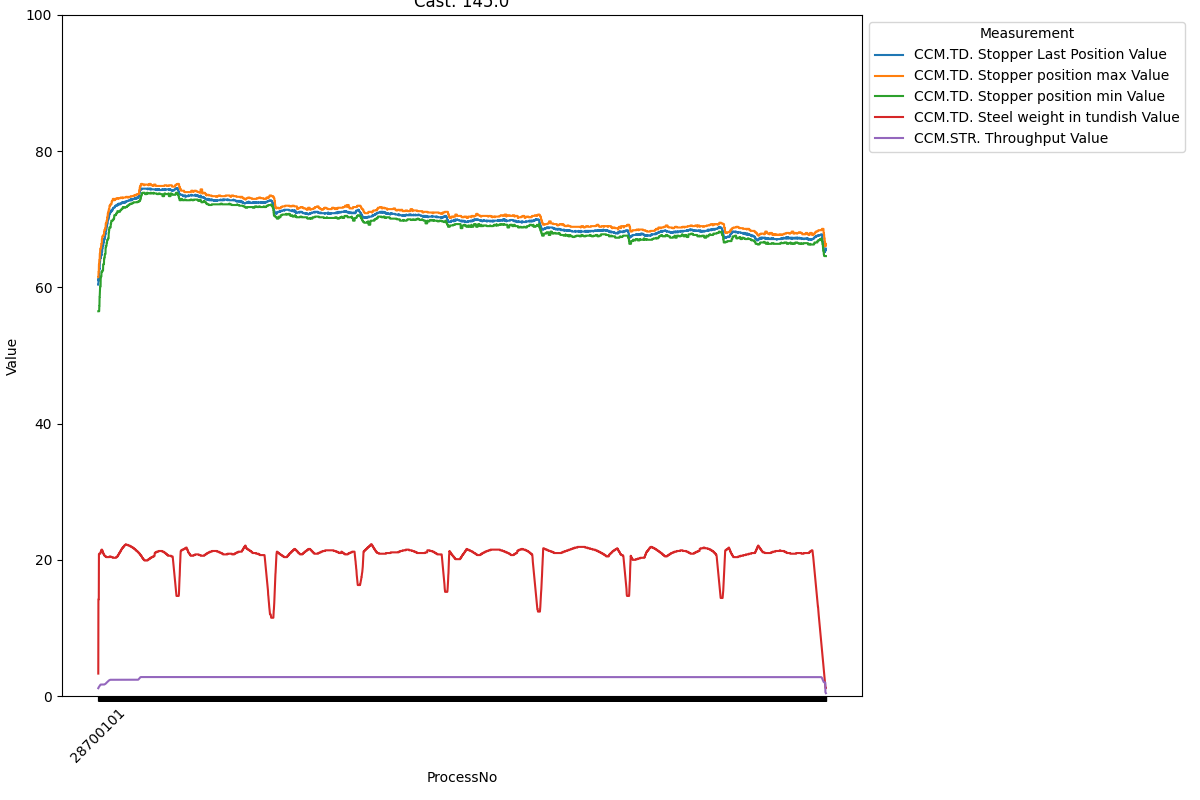 Cast: 145.0
100
80
60
40
20
0
Value
28700101
ProcessNo
Measurement
CCM.TD. Stopper Last Position Value
CCM.TD. Stopper position max Value
CCM.TD. Stopper position min Value
CCM.TD. Steel weight in tundish Value
CCM.STR. Throughput Value